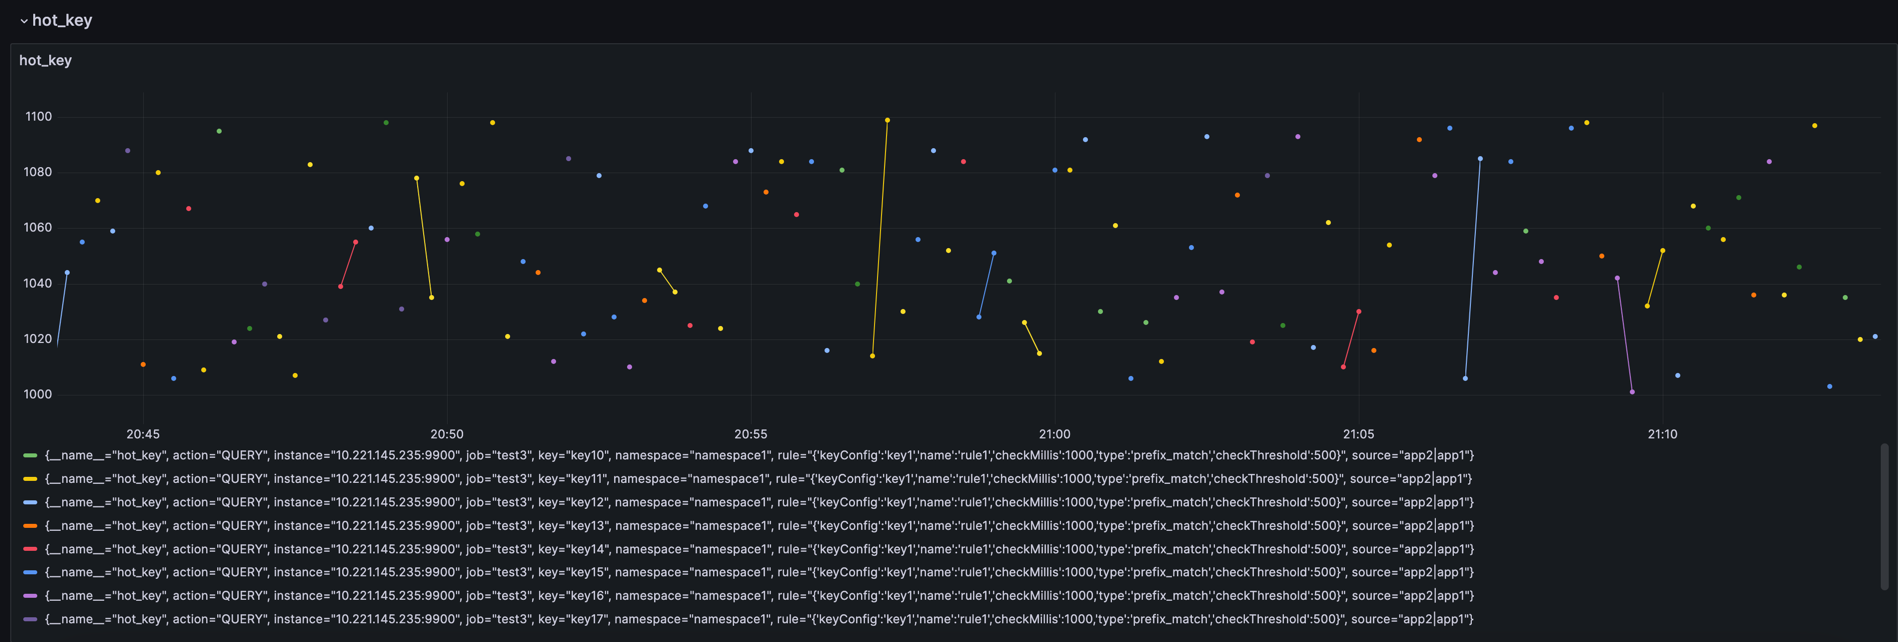 hot_key
hot_key
1100
1080
1060
1040
1020
1000
20:45 20:50 20:55 21:00 21:05 21:10
{__name__="hot_key", action="QUERY", instance="10.221.145.235:9900", job="test3", key="key10", namespace="namespace1", rule="{'keyConfig':'key1','name':'rule1','checkMillis':1000,'type':'prefix_match','checkThreshold':500}", source="app2|app1"}
{__name__="hot_key", action="QUERY", instance="10.221.145.235:9900", job="test3", key="key11", namespace="namespace1", rule="{'keyConfig':'key1','name':'rule1','checkMillis':1000,'type':'prefix_match','checkThreshold':500}", source="app2|app1"}
{__name__="hot_key", action="QUERY", instance="10.221.145.235:9900", job="test3", key="key12", namespace="namespace1", rule="{'keyConfig':'key1','name':'rule1','checkMillis':1000,'type':'prefix_match','checkThreshold':500}", source="app2|app1"}
{__name__="hot_key", action="QUERY", instance="10.221.145.235:9900", job="test3", key="key13", namespace="namespace1", rule="{'keyConfig':'key1','name':'rule1','checkMillis':1000,'type':'prefix_match','checkThreshold':500}", source="app2|app1"}
{__name__="hot_key", action="QUERY", instance="10.221.145.235:9900", job="test3", key="key14", namespace="namespace1", rule="{'keyConfig':'key1','name':'rule1','checkMillis':1000,'type':'prefix_match','checkThreshold':500}", source="app2|app1"}
{__name__="hot_key", action="QUERY", instance="10.221.145.235:9900", job="test3", key="key15", namespace="namespace1", rule="{'keyConfig':'key1','name':'rule1','checkMillis':1000,'type':'prefix_match','checkThreshold':500}", source="app2|app1"}
{__name__="hot_key", action="QUERY", instance="10.221.145.235:9900", job="test3", key="key16", namespace="namespace1", rule="{'keyConfig':'key1','name':'rule1','checkMillis':1000,'type':'prefix_match','checkThreshold':500}", source="app2|app1"}
{__name__="hot_key", action="QUERY", instance="10.221.145.235:9900", job="test3", key="key17", namespace="namespace1", rule="{'keyConfig':'key1','name':'rule1','checkMillis':1000,'type':'prefix_match','checkThreshold':500}", source="app2|app1"}